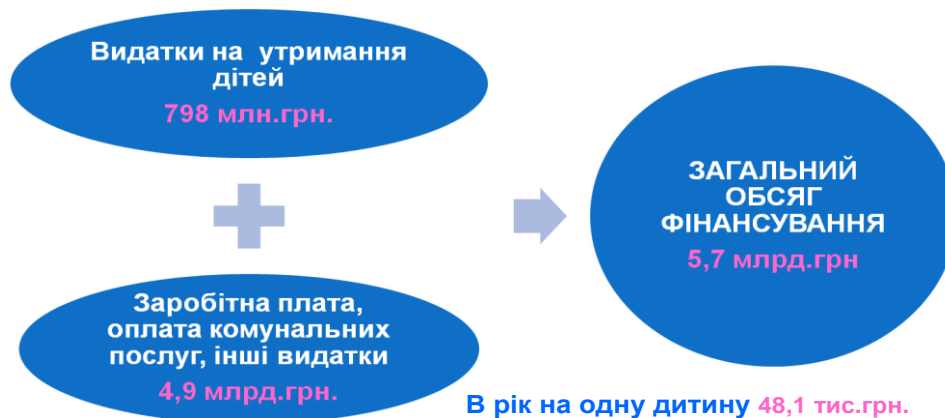 Видатки на утримання
дітей
798 млн.грн.
Заробітна плата,
оплата комунальних
послуг, інші видатки
4,9 млрд.грн.
ЗАГАЛЬНИЙ
ОБСЯГ
ФІНАНСУВАННЯ
5,7 млрд.грн
В рік на одну дитину 48,1 тис.грн.